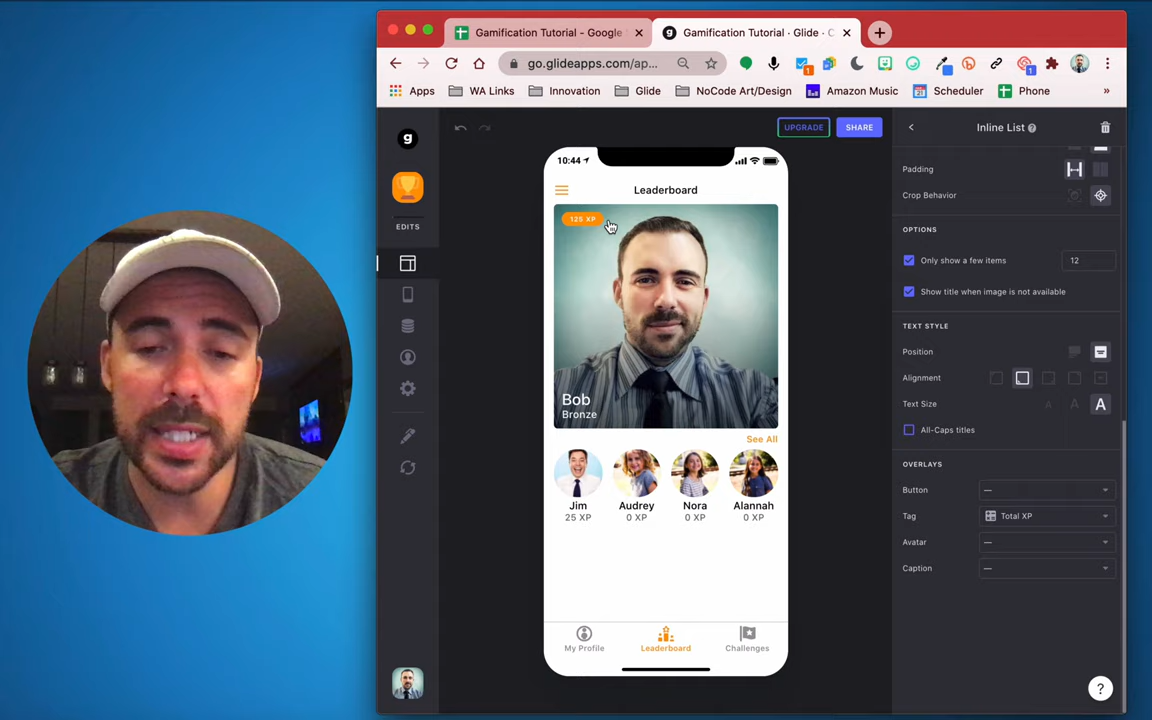 Gamification Tutorial - Google
Gamification Tutorial · Glide ·
go.glideapps.com/ap...
Apps
WA Links
Innovation
Glide
NoCode Art/Design
Amazon Music
Scheduler
Phone
»
g
EDITS
UPGRADE
SHARE
10:44
Leaderboard
125 XP
Bob
Bronze
See All
Jim
25 XP
Audrey
0 XP
Nora
0 XP
Alannah
0 XP
My Profile
Leaderboard
Challenges
Inline List
Padding
Crop Behavior
OPTIONS
Only show a few items
12
Show title when image is not available
TEXT STYLE
Position
Alignment
Text Size
A
A
A
All-Caps titles
OVERLAYS
Button
—
Tag
Total XP
Avatar
—
Caption
—
?